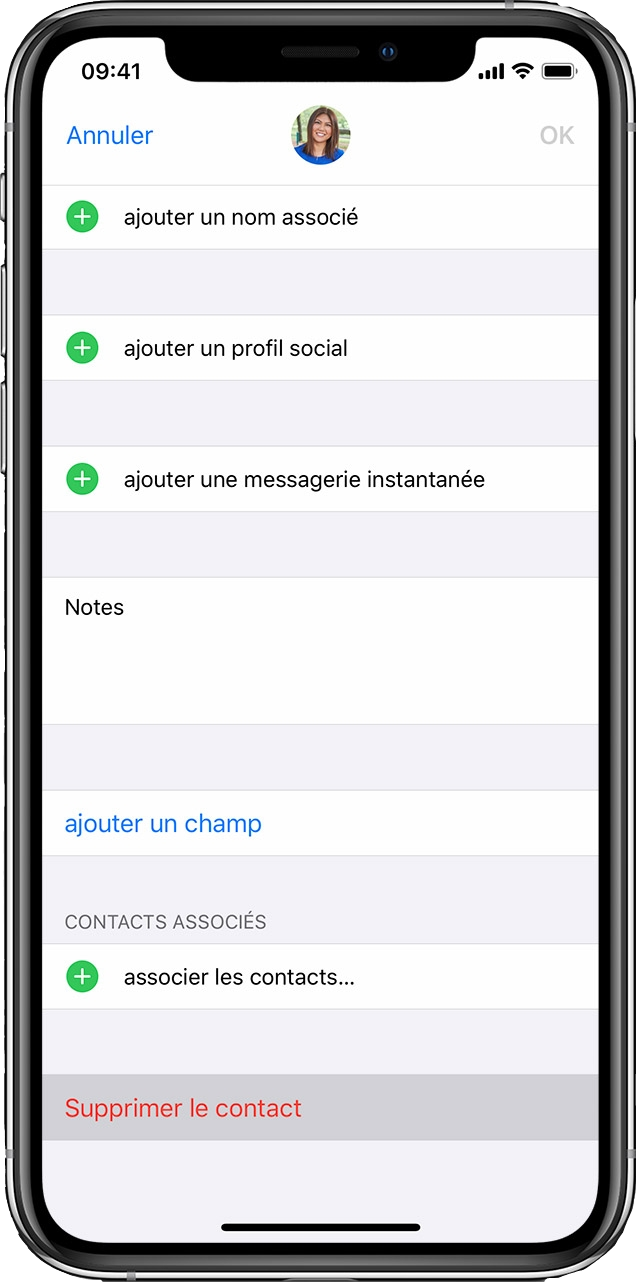 09:41
Annuler
OK
ajouter un nom associé
ajouter un profil social
ajouter une messagerie instantanée
Notes
ajouter un champ
CONTACTS ASSOCIÉS
associer les contacts...
Supprimer le contact